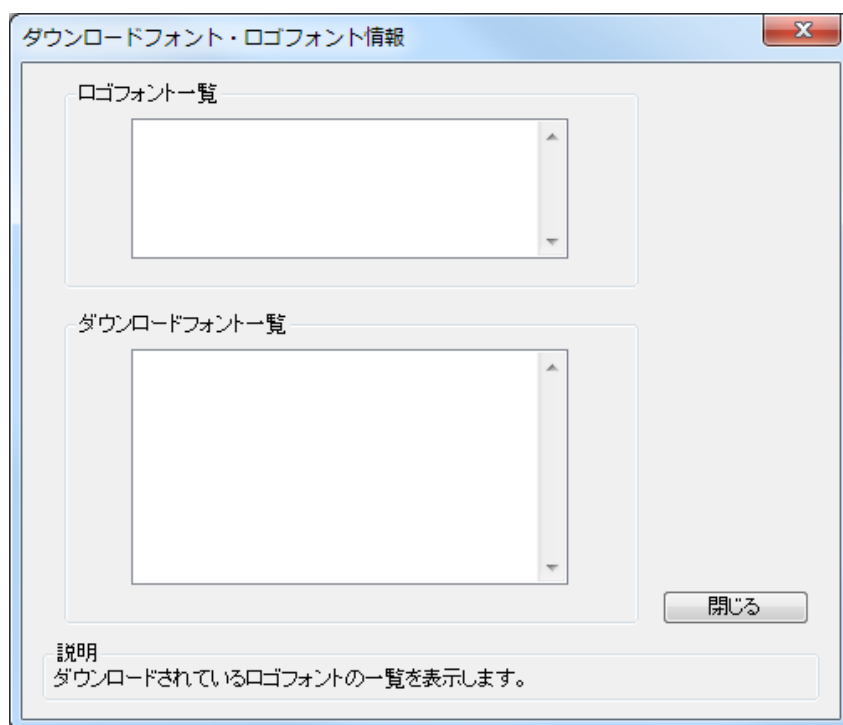 ダウンロードフォント・ロゴフォント情報
ロゴフォント一覧
ダウンロードフォント一覧
閉じる
説明
ダウンロードされているロゴフォントの一覧を表示します。